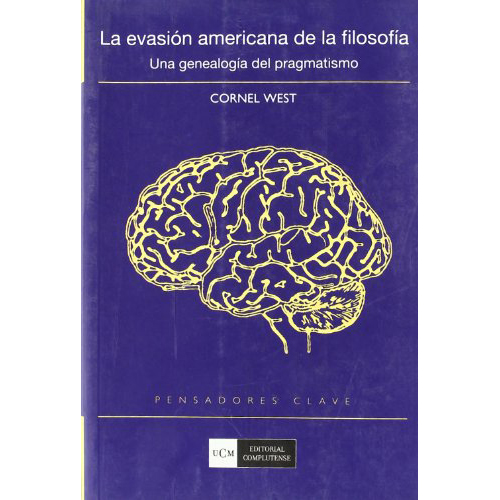 La evasión americana de la filosofía
Una genealogía del pragmatismo
CORNEL WEST
PENSADORES CLAVE
UCM
EDITORIAL
COMPLUTENSE